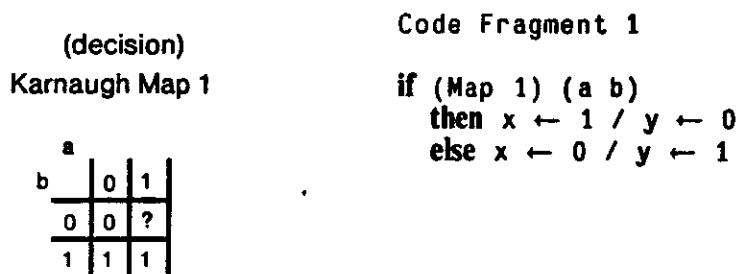 (decision)
Karnaugh Map 1
a
b 0 1
0 0 ?
1 1 1
Code Fragment 1
if (Map 1) (a b)
then x ← 1 / y ← 0
else x ← 0 / y ← 1